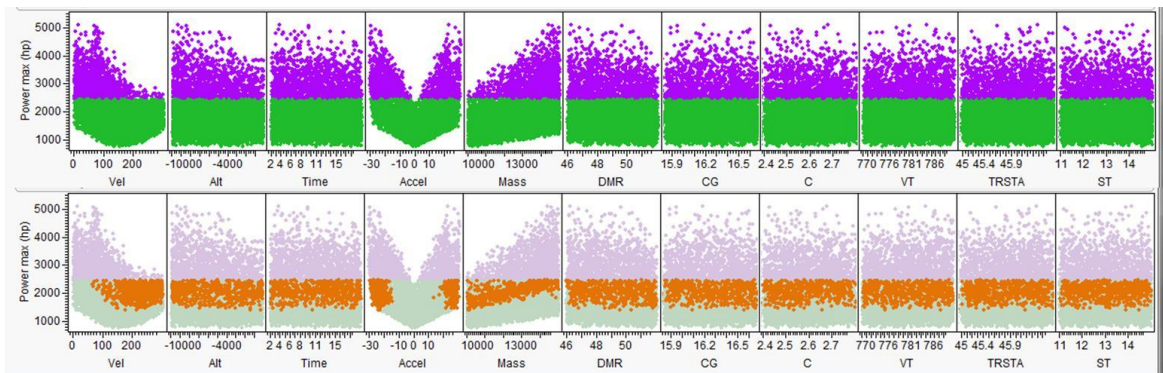 5000
4000
3000
2000
1000
Power max (hp)
0 100 200 -10000 -4000 2 4 6 8 11 15 -30 -10 0 10 10000 13000 46 48 50 15.9 16.2 16.5 2.4 2.5 2.6 2.7 770 776 781 786 45 45.4 45.9 11 12 13 14
Vel Alt Time Accel Mass DMR CG C VT TRSTA ST
5000
4000
3000
2000
1000
Power max (hp)
0 100 200 -10000 -4000 2 4 6 8 11 15 -30 -10 0 10 10000 13000 46 48 50 15.9 16.2 16.5 2.4 2.5 2.6 2.7 770 776 781 786 45 45.4 45.9 11 12 13 14
Vel Alt Time Accel Mass DMR CG C VT TRSTA ST